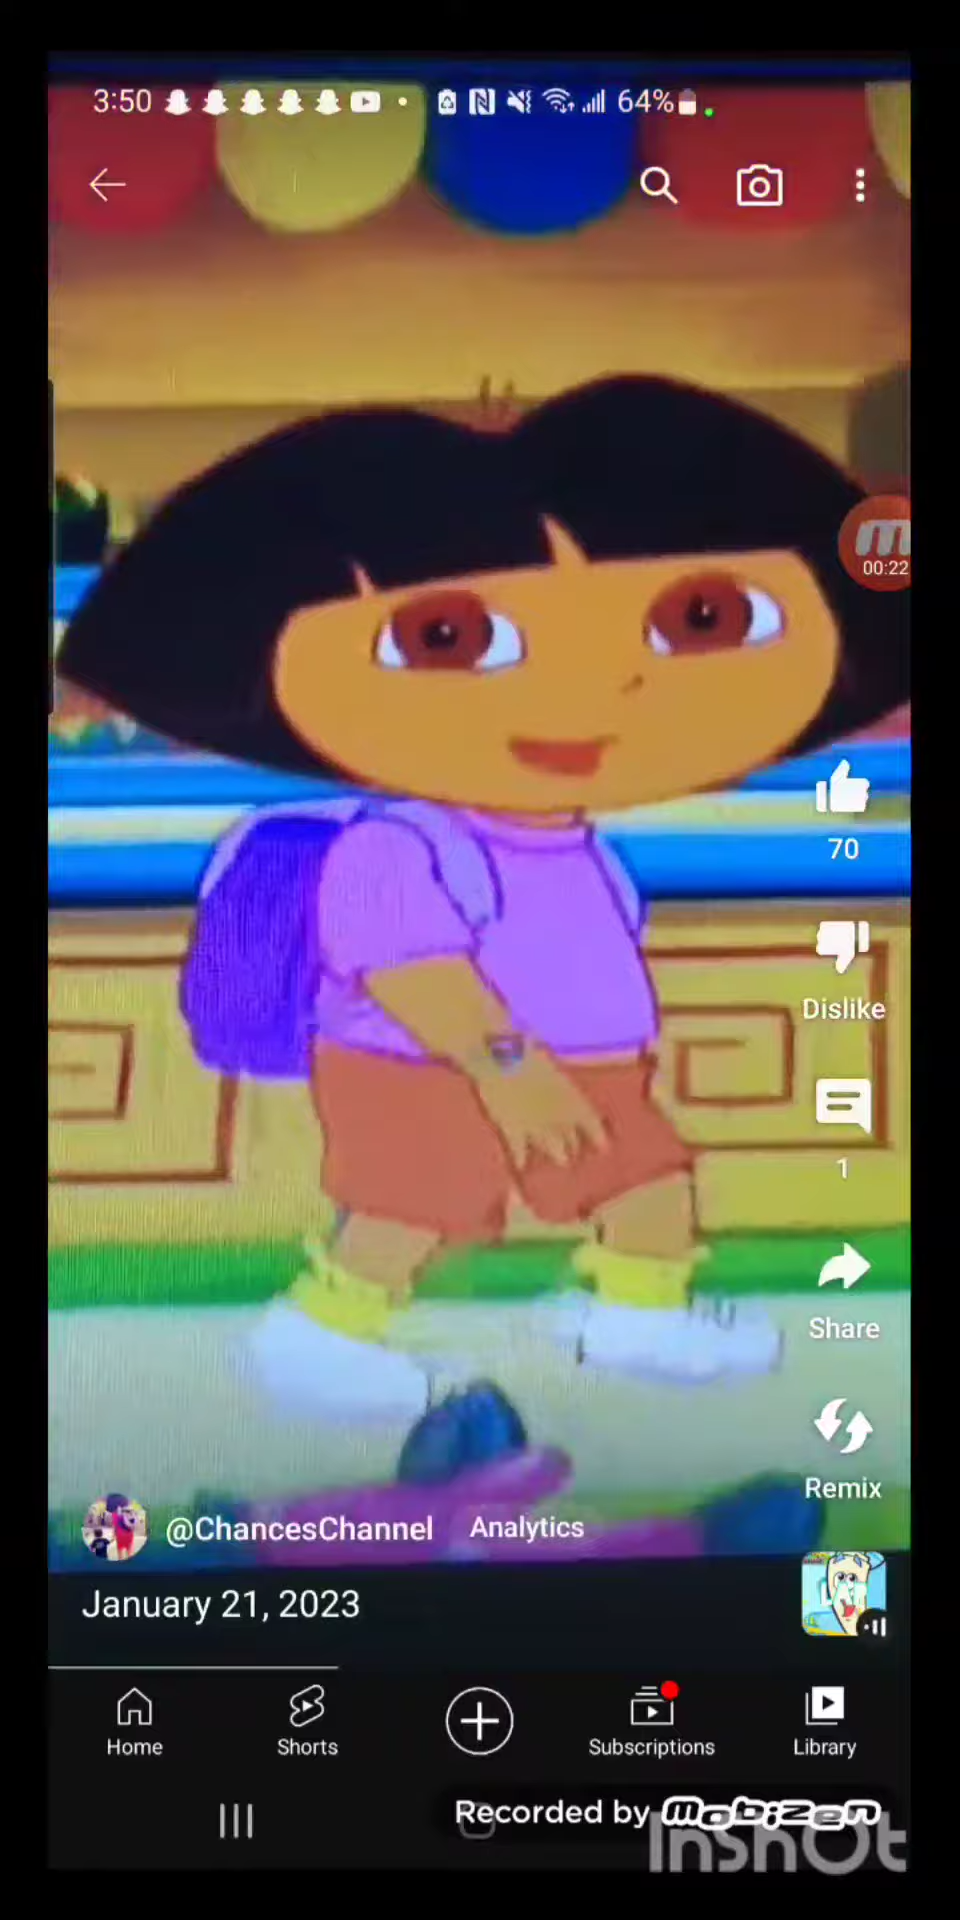 3:50 64%
00:22
70
Dislike
1
Share
Remix
@ChancesChannel Analytics
January 21, 2023
Home Shorts Subscriptions Library
Recorded by mobizen
InShOt